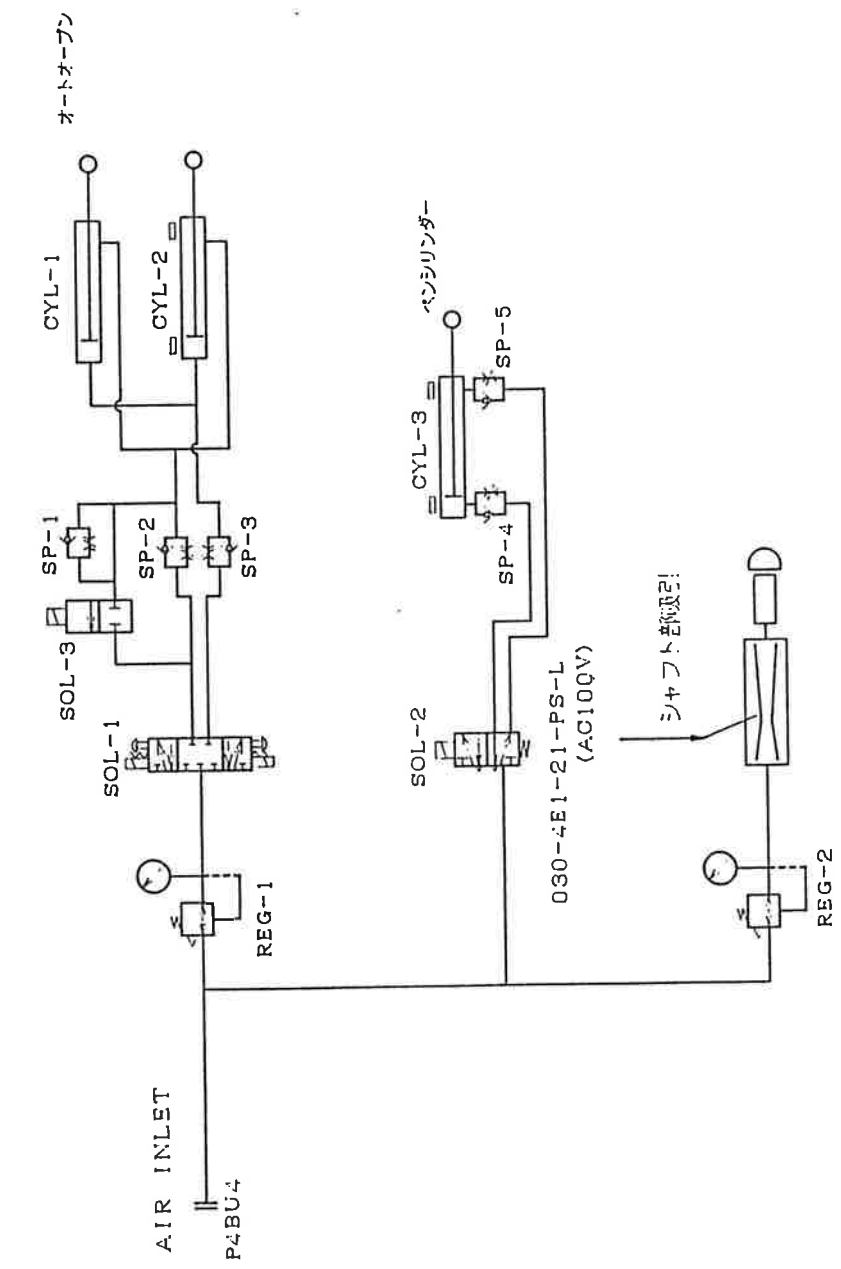 オートオープン
CYL-1
CYL-2
SP-1
SP-2
SP-3
SOL-3
SOL-1
REG-1
AIR INLET
P4BU4
ペンシリンダー
CYL-3
SP-5
SP-4
SOL-2
030-4E1-21-PS-L
(AC100V)
シャフト部吸引
REG-2